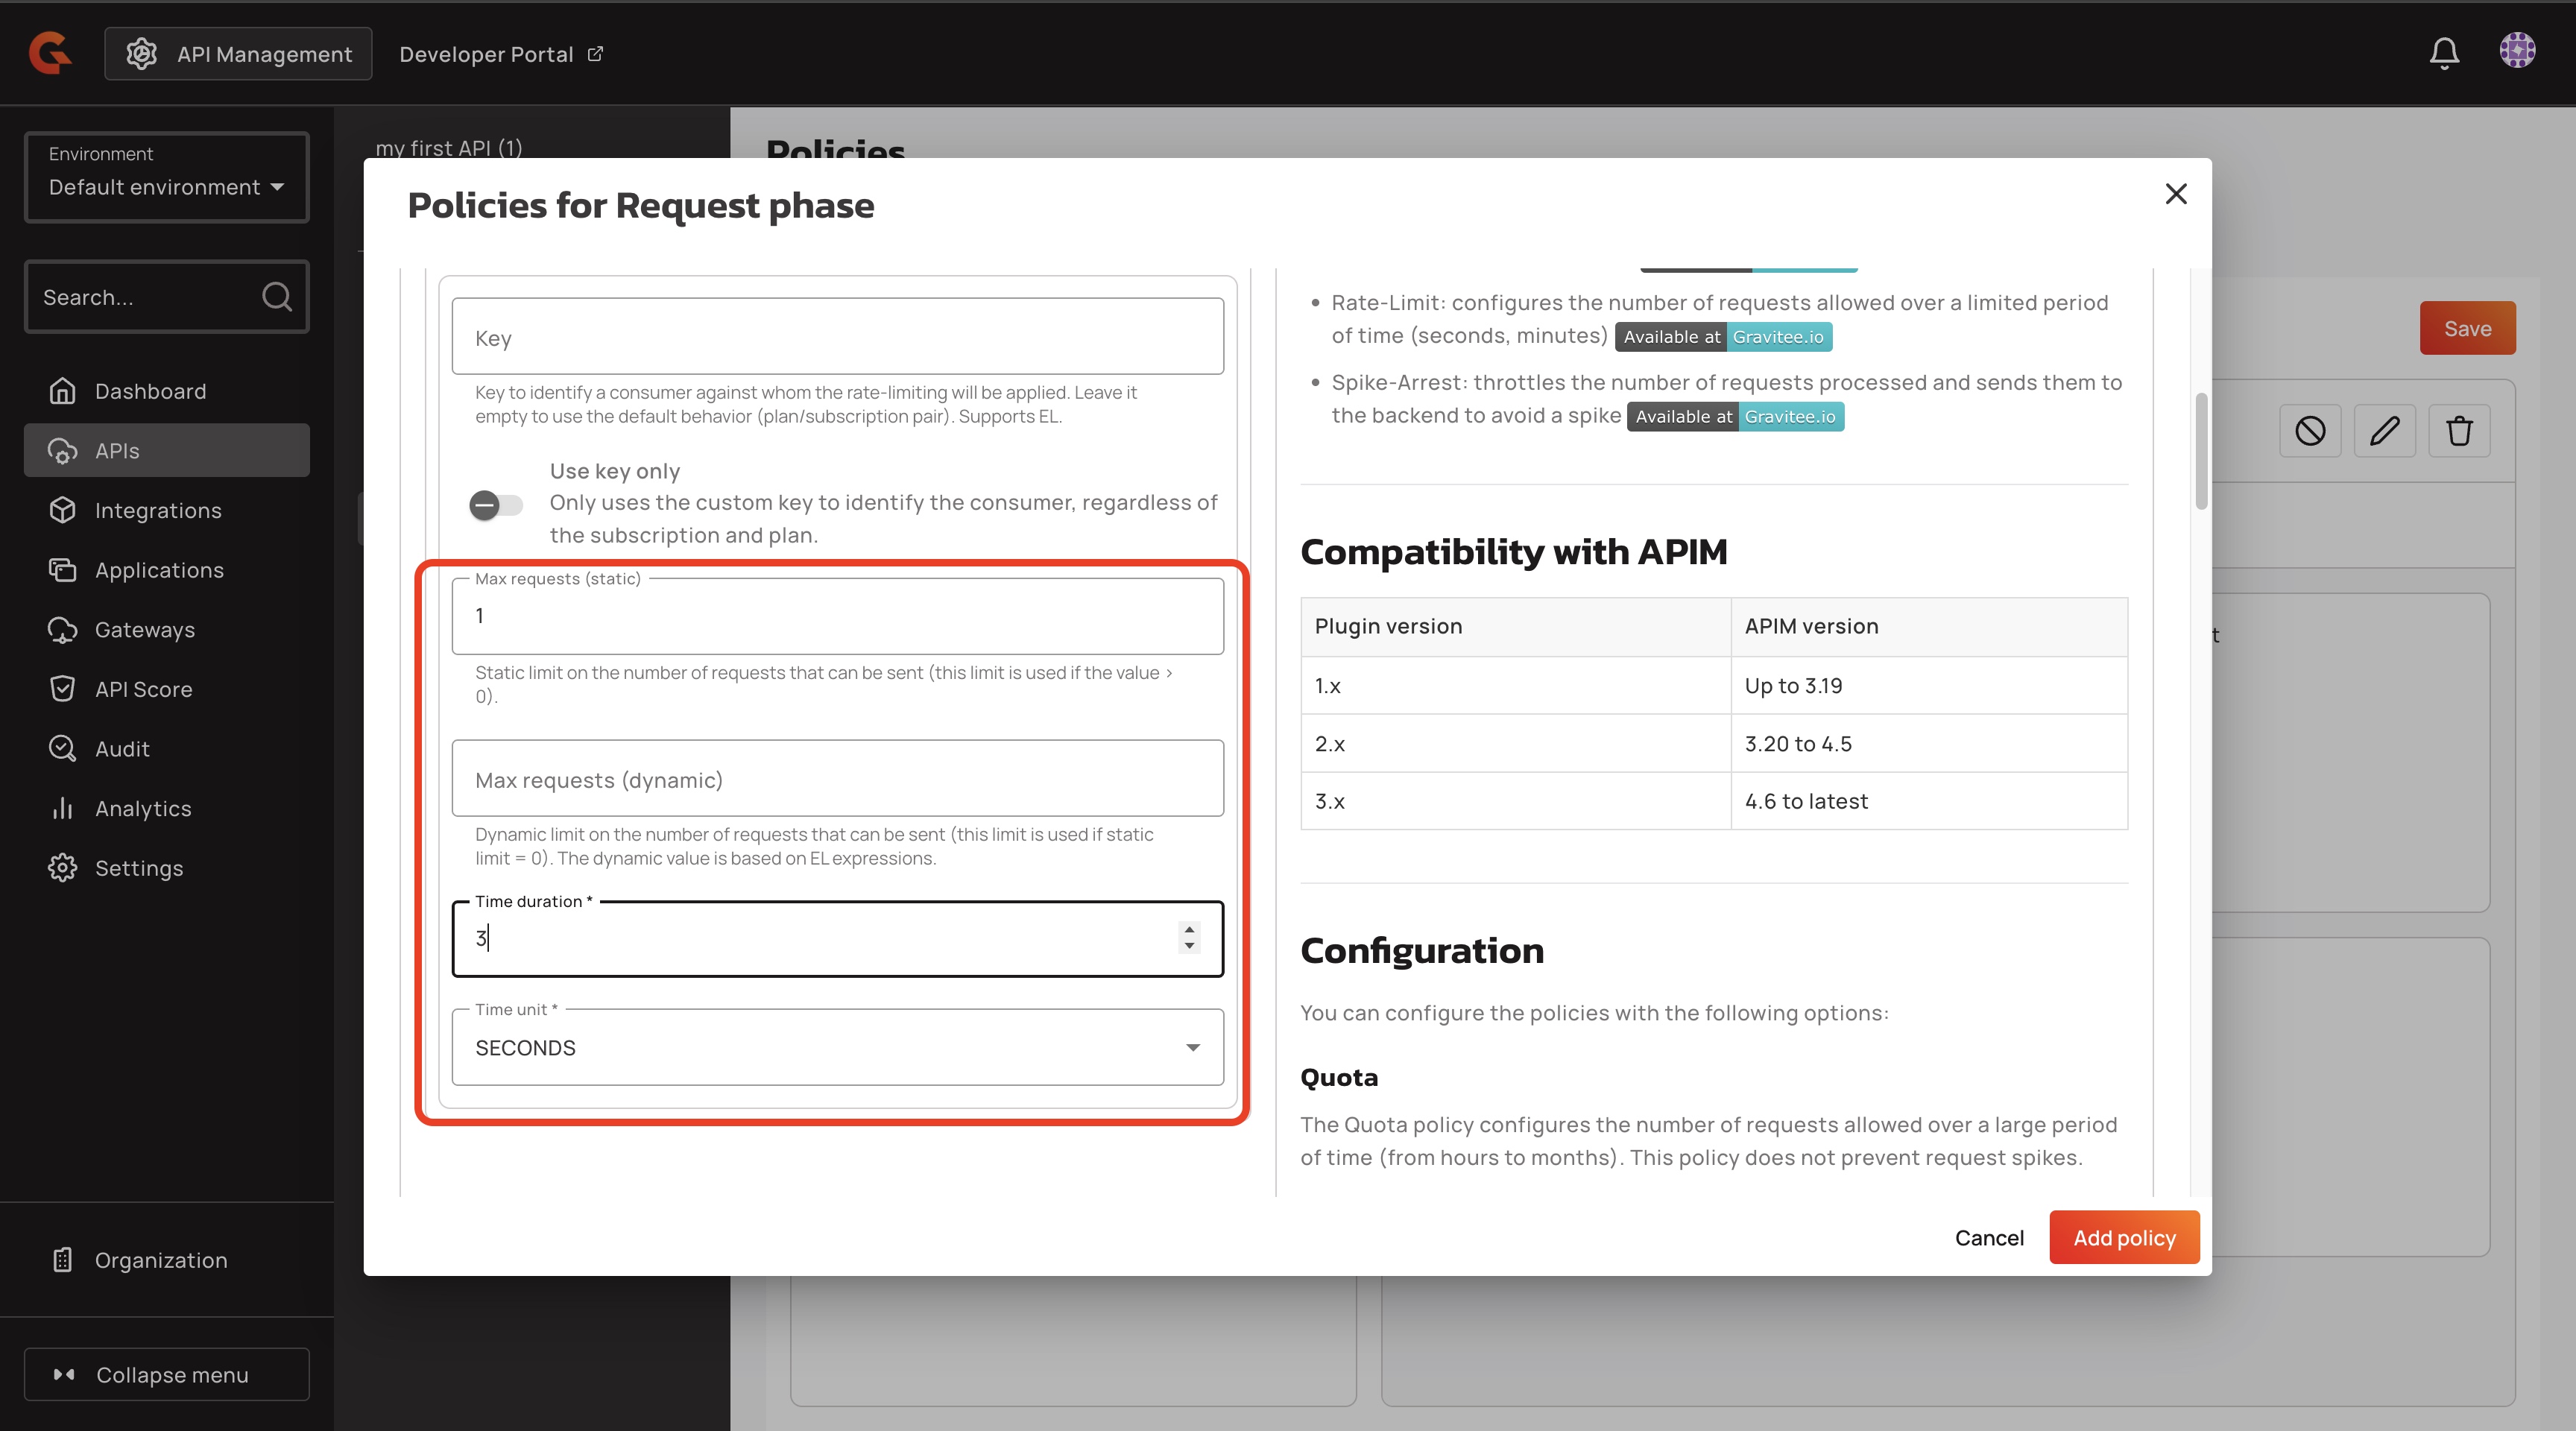 API Management
Developer Portal
Environment
Default environment
Search...
Dashboard
APIs
Integrations
Applications
Gateways
API Score
Audit
Analytics
Settings
Organization
Collapse menu
my first API (1)
Policies
Save
Policies for Request phase
Key
Key to identify a consumer against whom the rate-limiting will be applied. Leave it
empty to use the default behavior (plan/subscription pair). Supports EL.
Use key only
Only uses the custom key to identify the consumer, regardless of
the subscription and plan.
Max requests (static)
1
Static limit on the number of requests that can be sent (this limit is used if the value >
0).
Max requests (dynamic)
Dynamic limit on the number of requests that can be sent (this limit is used if static
limit = 0). The dynamic value is based on EL expressions.
Time duration *
3
Time unit *
SECONDS
• Rate-Limit: configures the number of requests allowed over a limited period
of time (seconds, minutes) Available at Gravitee.io
• Spike-Arrest: throttles the number of requests processed and sends them to
the backend to avoid a spike Available at Gravitee.io
Compatibility with APIM
Plugin version APIM version
1.x Up to 3.19
2.x 3.20 to 4.5
3.x 4.6 to latest
Configuration
You can configure the policies with the following options:
Quota
The Quota policy configures the number of requests allowed over a large period
of time (from hours to months). This policy does not prevent request spikes.
Cancel
Add policy